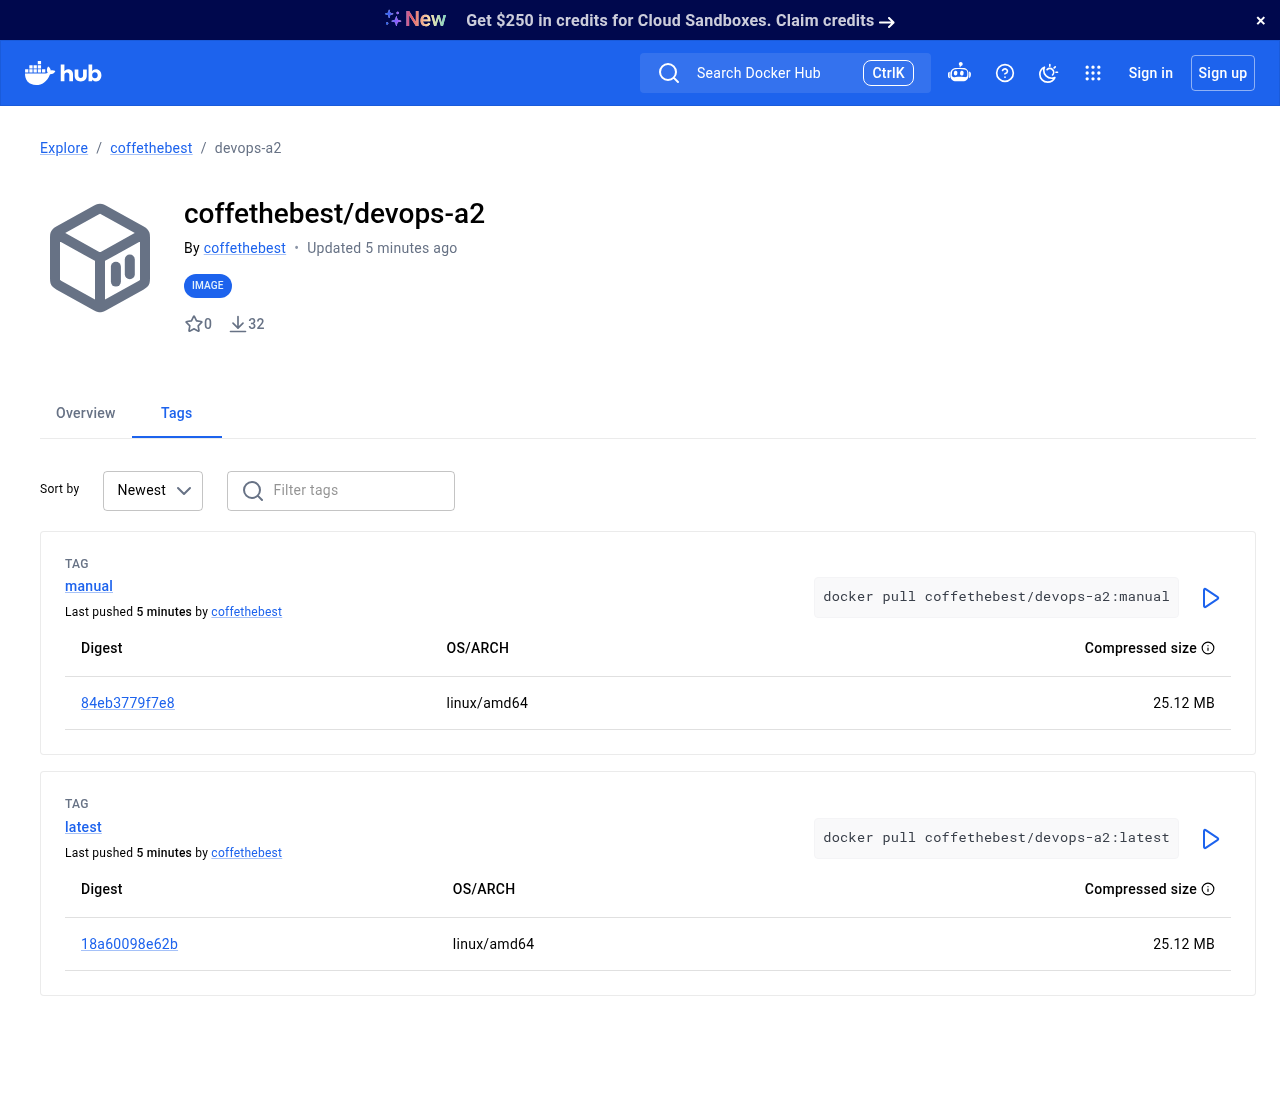 New Get $250 in credits for Cloud Sandboxes. Claim credits →
hub Search Docker Hub CtrlK Sign in Sign up
Explore / coffethebest / devops-a2
coffethebest/devops-a2
By coffethebest • Updated 5 minutes ago
IMAGE
0 32
Overview Tags
Sort by Newest Filter tags
TAG
manual
Last pushed 5 minutes by coffethebest
docker pull coffethebest/devops-a2:manual
Digest OS/ARCH Compressed size
84eb3779f7e8 linux/amd64 25.12 MB
TAG
latest
Last pushed 5 minutes by coffethebest
docker pull coffethebest/devops-a2:latest
Digest OS/ARCH Compressed size
18a60098e62b linux/amd64 25.12 MB